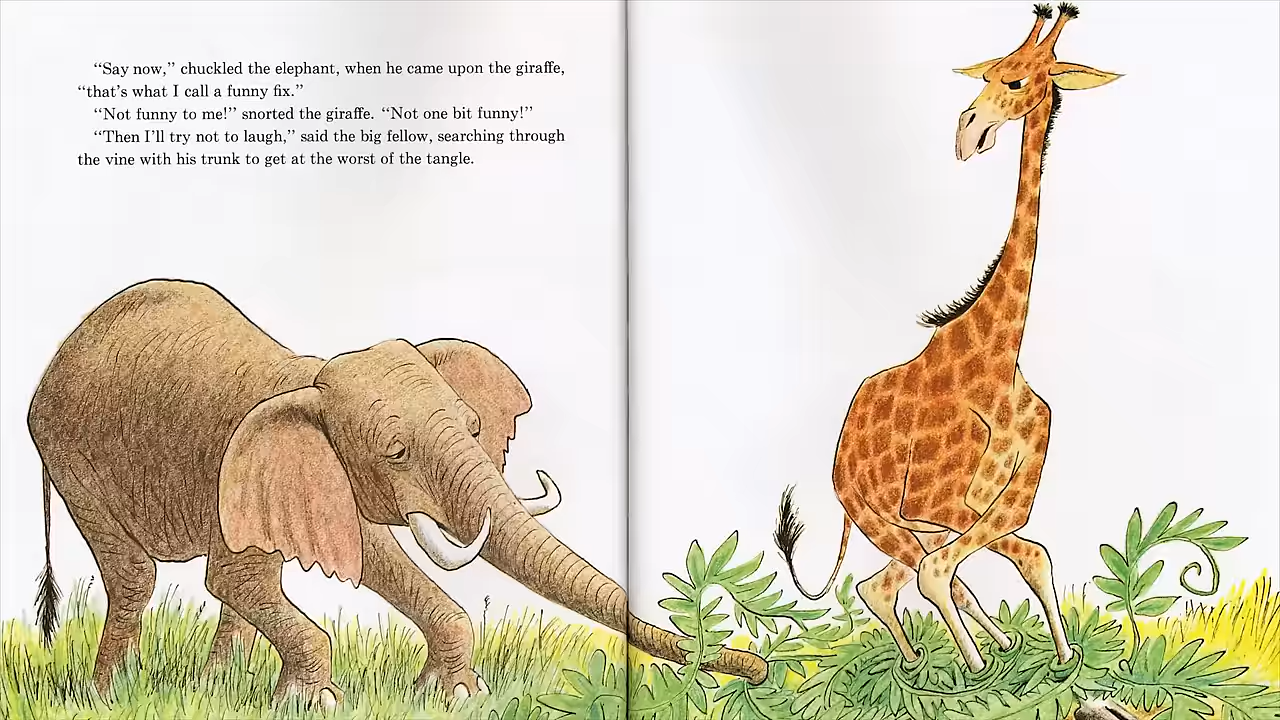 “Say now,” chuckled the elephant, when he came upon the giraffe,
“that’s what I call a funny fix.”
“Not funny to me!” snorted the giraffe. “Not one bit funny!”
“Then I’ll try not to laugh,” said the big fellow, searching through
the vine with his trunk to get at the worst of the tangle.